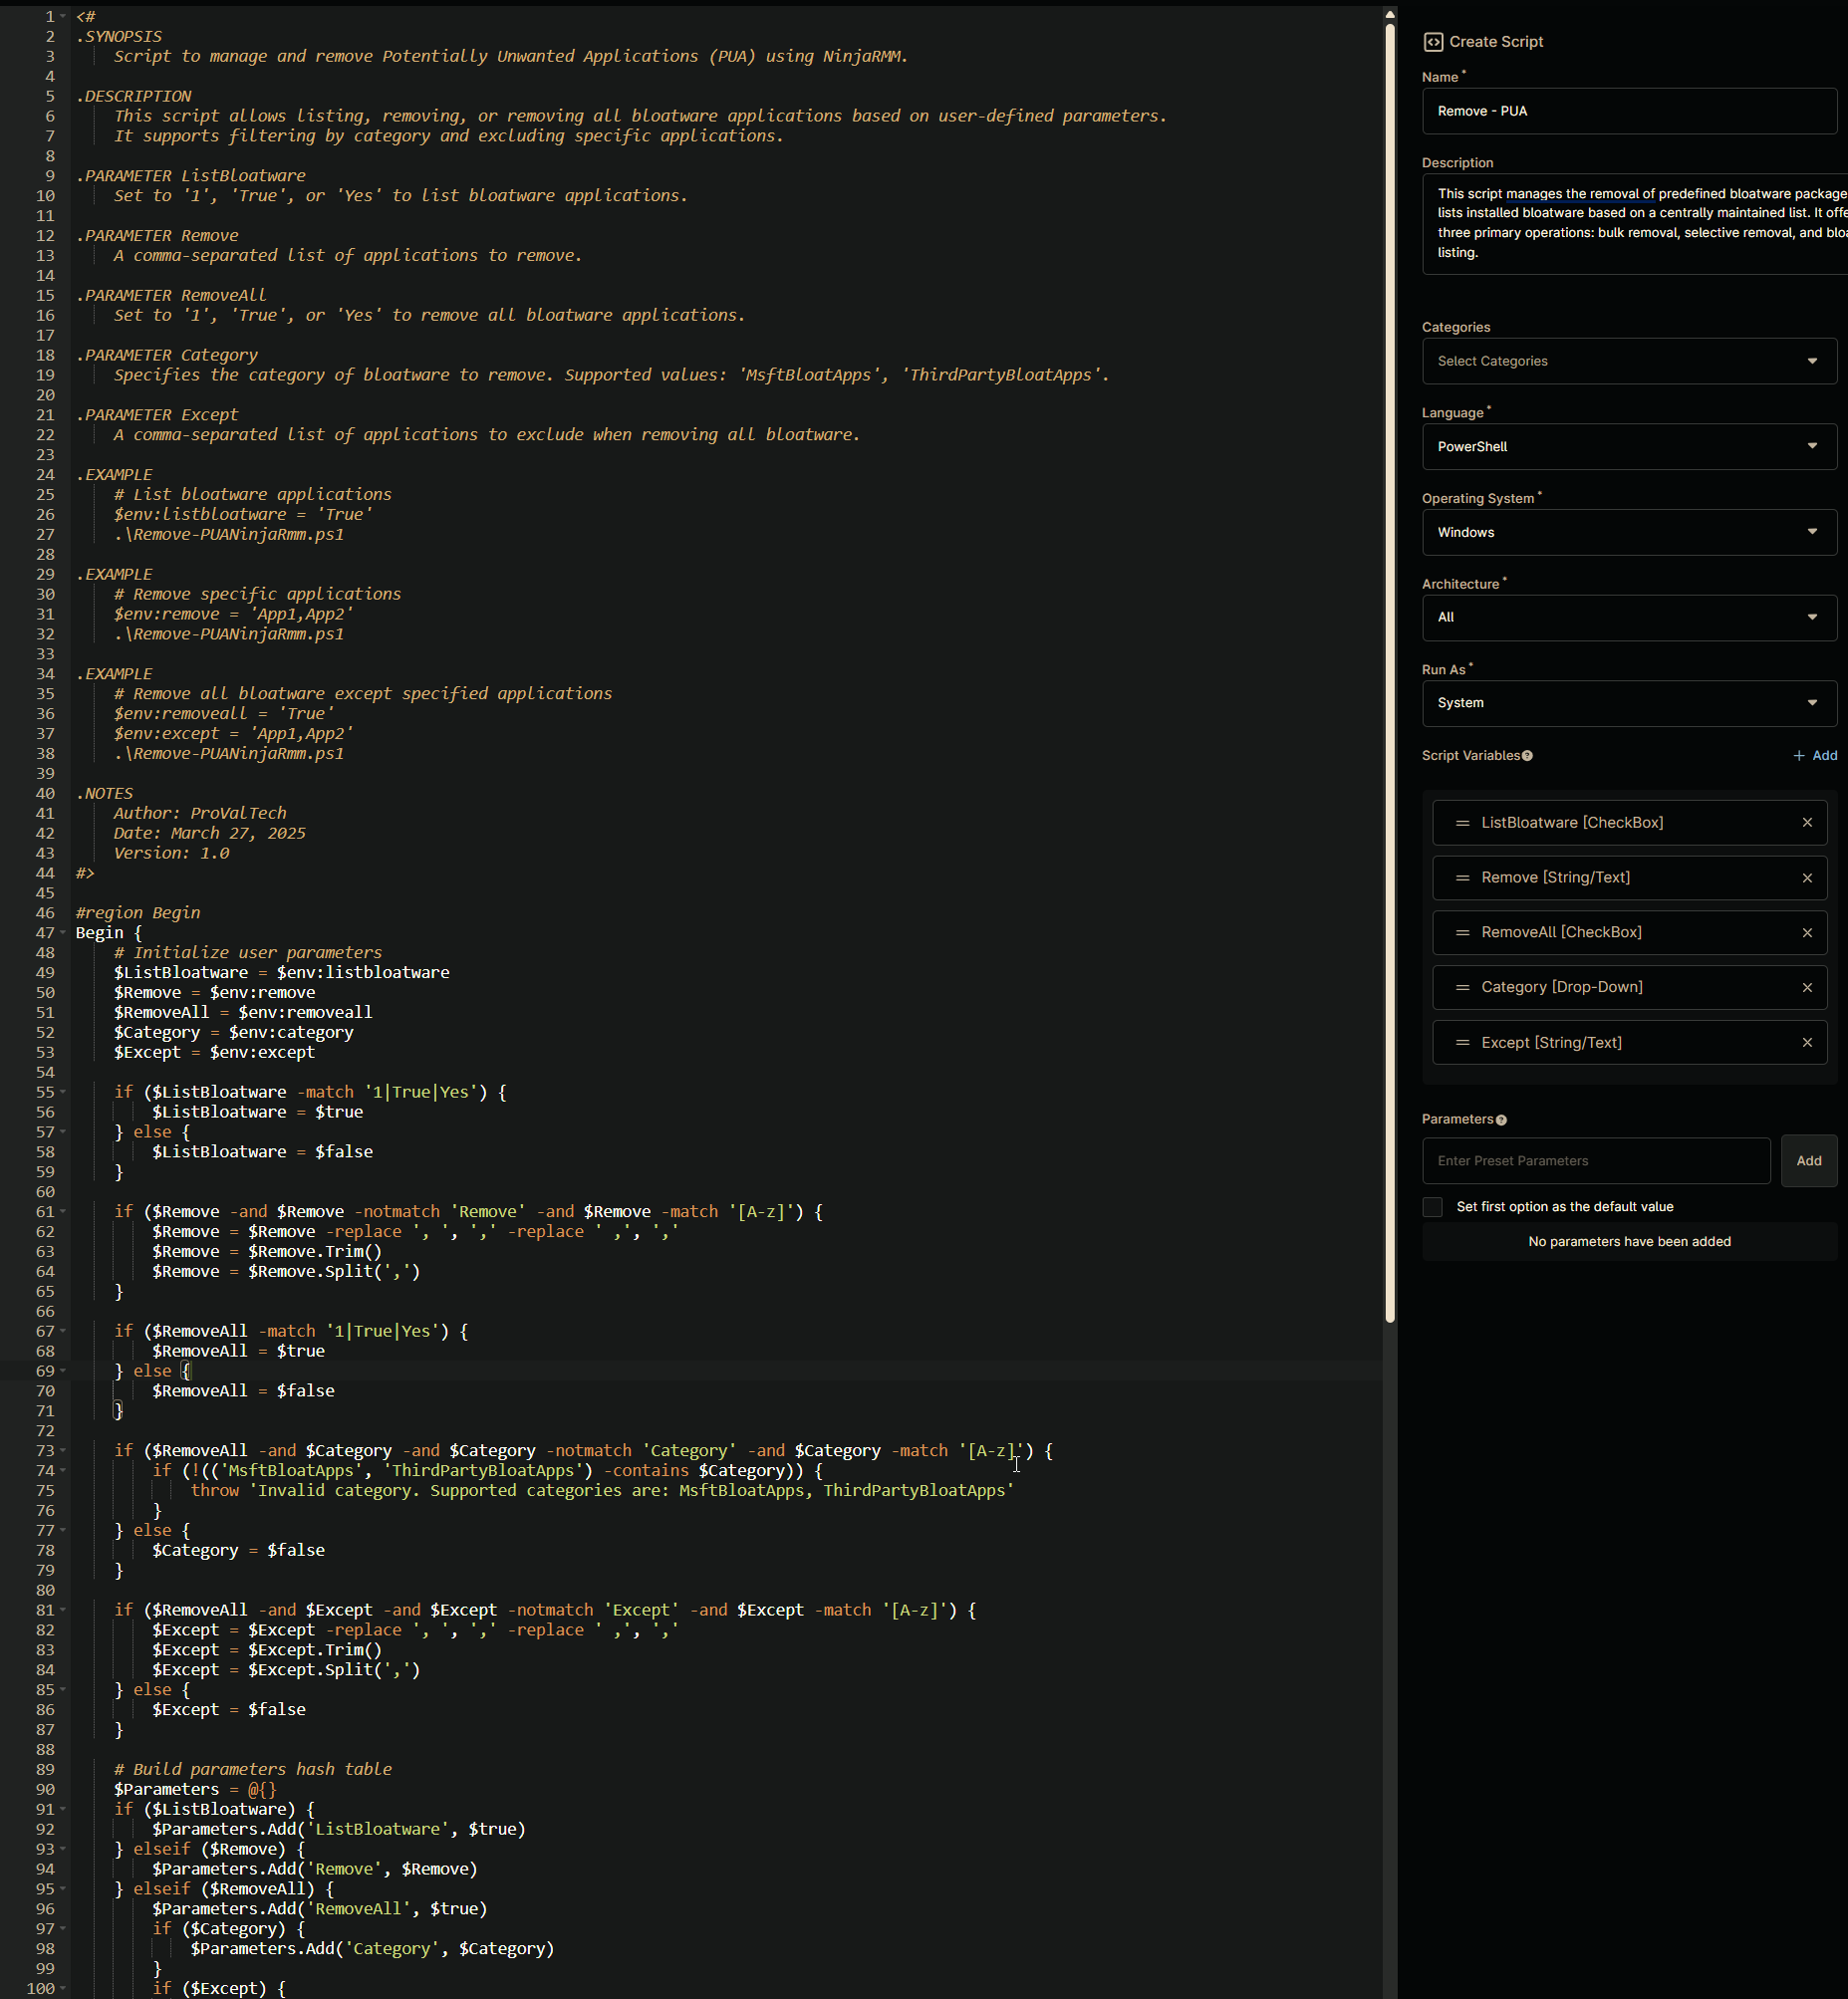 1 <#
2 .SYNOPSIS
3 Script to manage and remove Potentially Unwanted Applications (PUA) using NinjaRMM.
4
5 .DESCRIPTION
6 This script allows listing, removing, or removing all bloatware applications based on user-defined parameters.
7 It supports filtering by category and excluding specific applications.
8
9 .PARAMETER ListBloatware
10 Set to '1', 'True', or 'Yes' to list bloatware applications.
11
12 .PARAMETER Remove
13 A comma-separated list of applications to remove.
14
15 .PARAMETER RemoveAll
16 Set to '1', 'True', or 'Yes' to remove all bloatware applications.
17
18 .PARAMETER Category
19 Specifies the category of bloatware to remove. Supported values: 'MsftBloatApps', 'ThirdPartyBloatApps'.
20
21 .PARAMETER Except
22 A comma-separated list of applications to exclude when removing all bloatware.
23
24 .EXAMPLE
25 # List bloatware applications
26 $env:listbloatware = 'True'
27 .\Remove-PUANinjaRmm.ps1
28
29 .EXAMPLE
30 # Remove specific applications
31 $env:remove = 'App1,App2'
32 .\Remove-PUANinjaRmm.ps1
33
34 .EXAMPLE
35 # Remove all bloatware except specified applications
36 $env:removeall = 'True'
37 $env:except = 'App1,App2'
38 .\Remove-PUANinjaRmm.ps1
39
40 .NOTES
41 Author: ProValTech
42 Date: March 27, 2025
43 Version: 1.0
44 #>
45
46 #region Begin
47 Begin {
48 # Initialize user parameters
49 $ListBloatware = $env:listbloatware
50 $Remove = $env:remove
51 $RemoveAll = $env:removeall
52 $Category = $env:category
53 $Except = $env:except
54
55 if ($ListBloatware -match '1|True|Yes') {
56 $ListBloatware = $true
57 } else {
58 $ListBloatware = $false
59 }
60
61 if ($Remove -and $Remove -notmatch 'Remove' -and $Remove -match '[A-z]') {
62 $Remove = $Remove -replace ', ', ',' -replace ' ,', ','
63 $Remove = $Remove.Trim()
64 $Remove = $Remove.Split(',')
65 }
66
67 if ($RemoveAll -match '1|True|Yes') {
68 $RemoveAll = $true
69 } else {
70 $RemoveAll = $false
71 }
72
73 if ($RemoveAll -and $Category -and $Category -notmatch 'Category' -and $Category -match '[A-z]') {
74 if (!(('MsftBloatApps', 'ThirdPartyBloatApps') -contains $Category)) {
75 throw 'Invalid category. Supported categories are: MsftBloatApps, ThirdPartyBloatApps'
76 }
77 } else {
78 $Category = $false
79 }
80
81 if ($RemoveAll -and $Except -and $Except -notmatch 'Except' -and $Except -match '[A-z]') {
82 $Except = $Except -replace ', ', ',' -replace ' ,', ','
83 $Except = $Except.Trim()
84 $Except = $Except.Split(',')
85 } else {
86 $Except = $false
87 }
88
89 # Build parameters hash table
90 $Parameters = @{}
91 if ($ListBloatware) {
92 $Parameters.Add('ListBloatware', $true)
93 } elseif ($Remove) {
94 $Parameters.Add('Remove', $Remove)
95 } elseif ($RemoveAll) {
96 $Parameters.Add('RemoveAll', $true)
97 if ($Category) {
98 $Parameters.Add('Category', $Category)
99 }
100 if ($Except) {
Create Script
Name *
Remove - PUA
Description
This script manages the removal of predefined bloatware package
lists installed bloatware based on a centrally maintained list. It offe
three primary operations: bulk removal, selective removal, and bloa
listing.
Categories
Select Categories
Language *
PowerShell
Operating System *
Windows
Architecture *
All
Run As *
System
Script Variables
+ Add
ListBloatware [CheckBox]
Remove [String/Text]
RemoveAll [CheckBox]
Category [Drop-Down]
Except [String/Text]
Parameters
Enter Preset Parameters
Add
Set first option as the default value
No parameters have been added